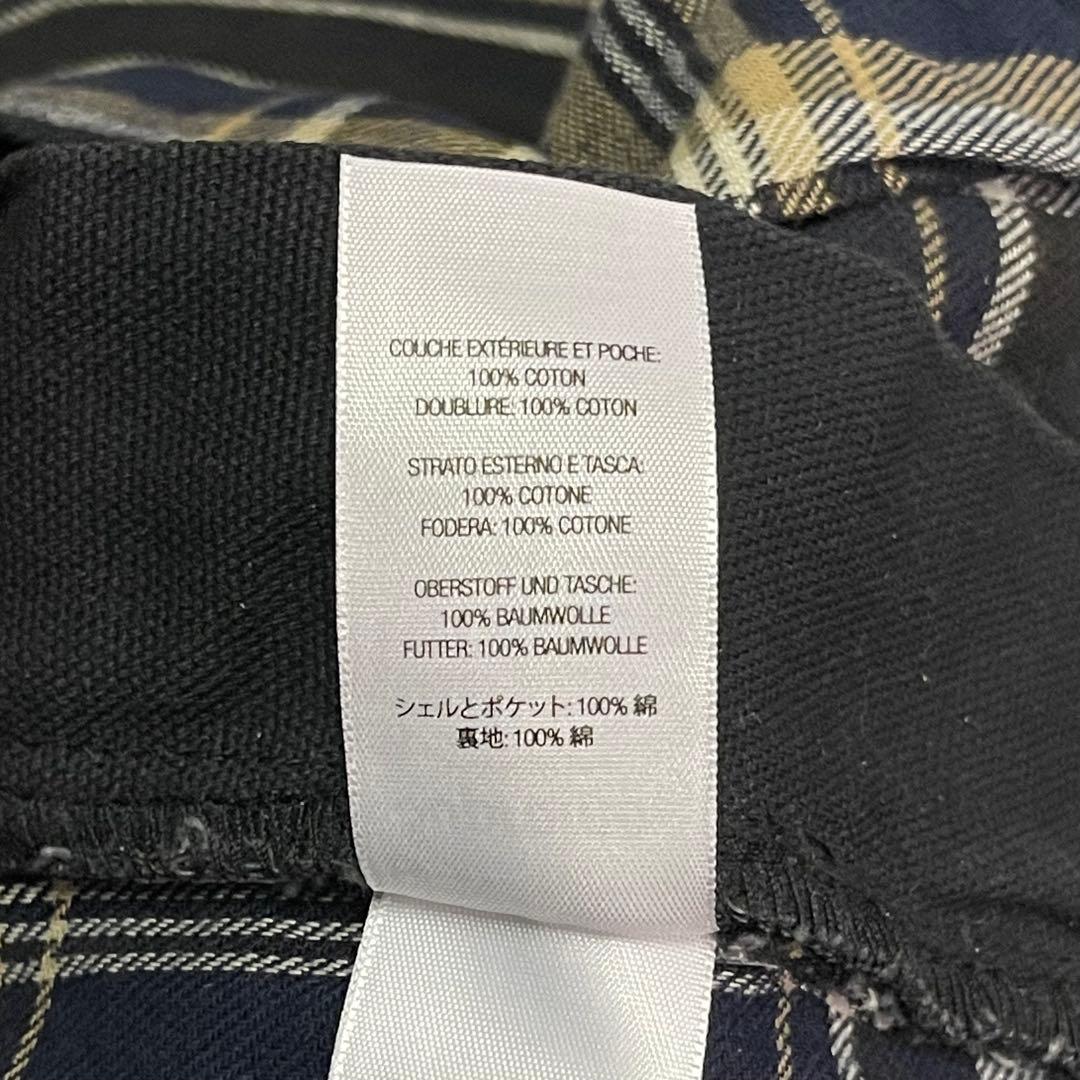 COUCHE EXTÉRIEURE ET POCHE:
100% COTON
DOUBLURE: 100% COTON
STRATO ESTERNO E TASCA:
100% COTONE
FODERA: 100% COTONE
OBERSTOFF UND TASCHE:
100% BAUMWOLLE
FUTTER: 100% BAUMWOLLE
シェルとポケット: 100% 綿
裏地: 100% 綿